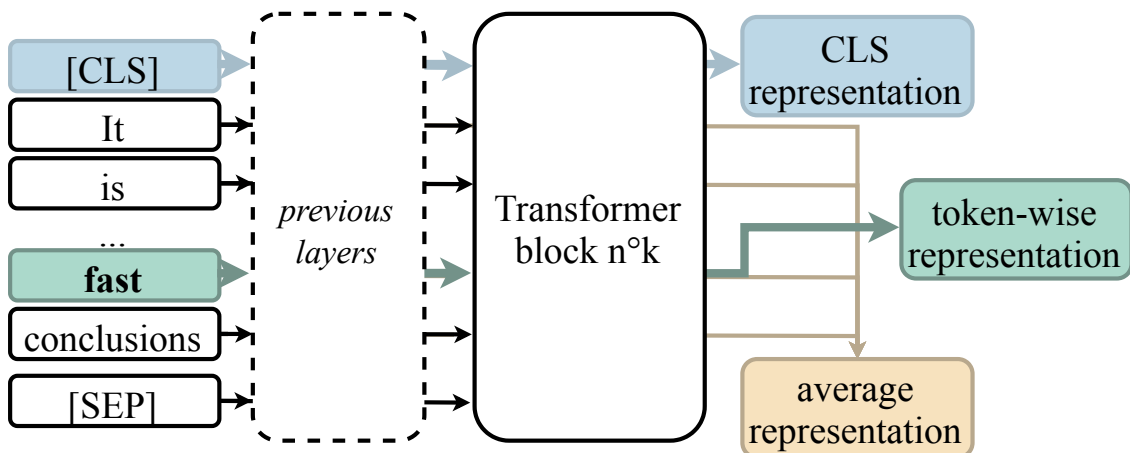 [CLS]
It
is
...
fast
conclusions
[SEP]
previous
layers
Transformer
block n°k
CLS
representation
token-wise
representation
average
representation